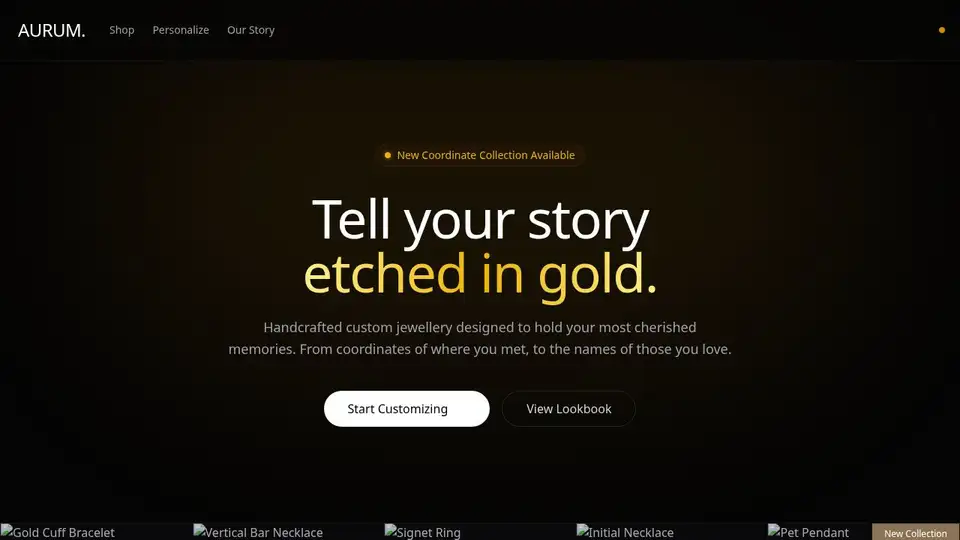 AURUM.
Shop
Personalize
Our Story
New Coordinate Collection Available
Tell your story
etched in gold.
Handcrafted custom jewellery designed to hold your most cherished
memories. From coordinates of where you met, to the names of those you love.
Start Customizing
View Lookbook
Gold Cuff Bracelet
Vertical Bar Necklace
Signet Ring
Initial Necklace
Pet Pendant
New Collection